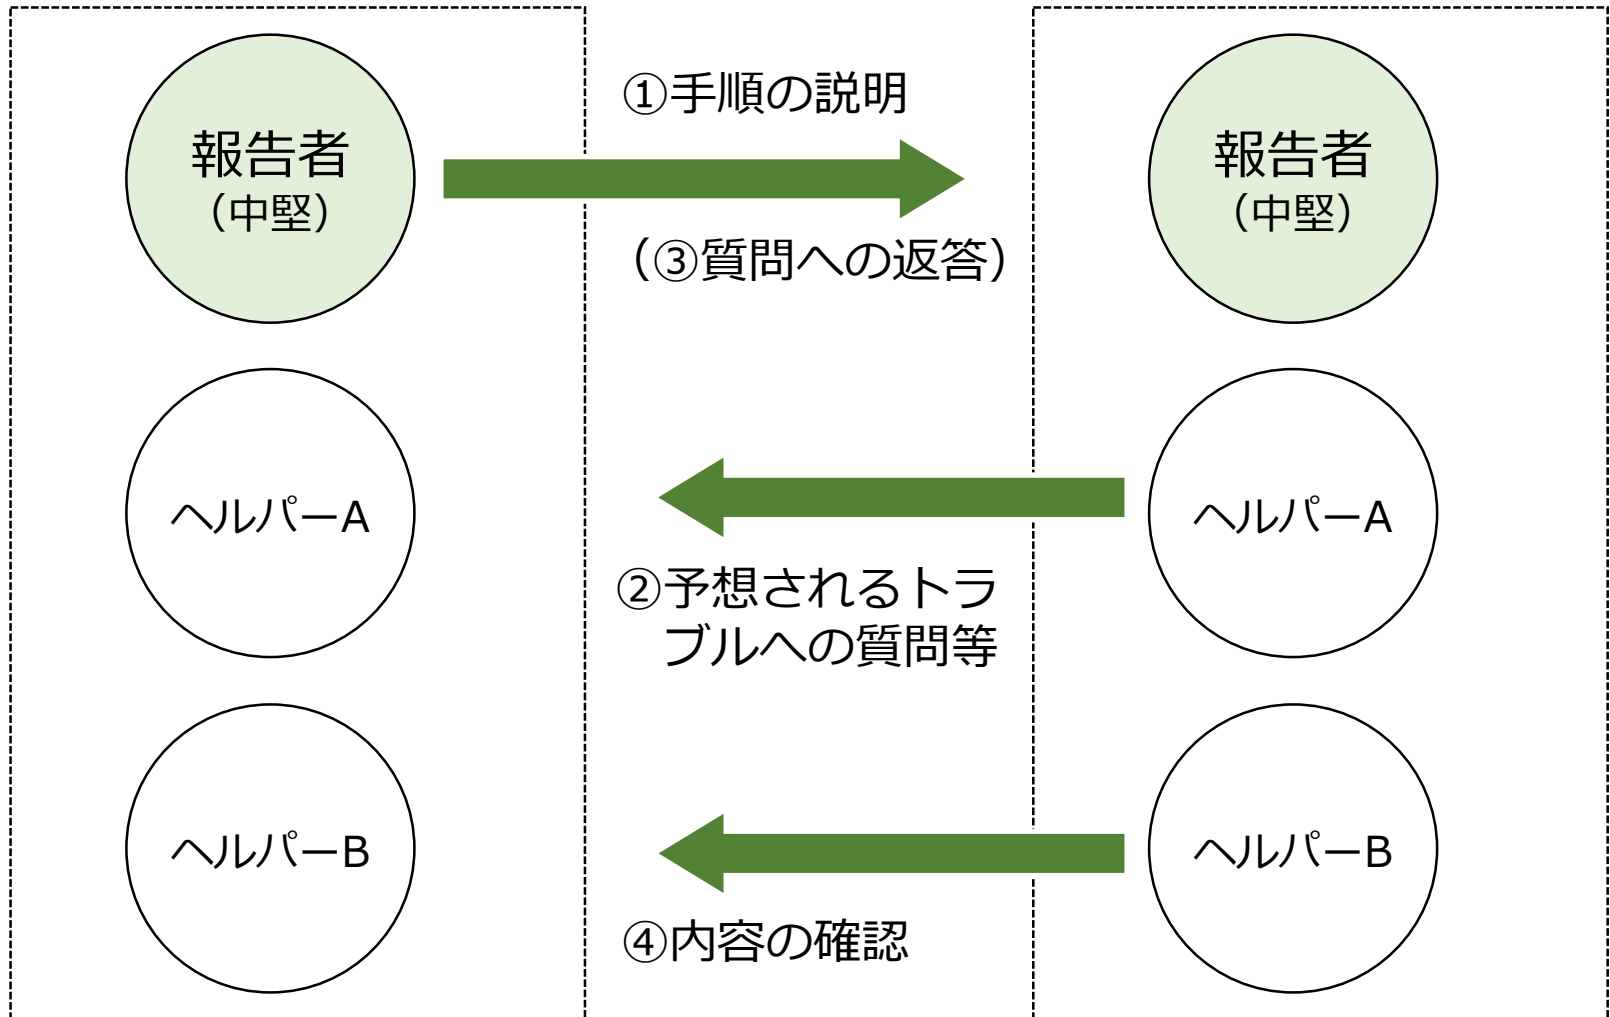 報告者
（中堅）
ヘルパーA
ヘルパーB
①手順の説明
（③質問への返答）
②予想されるトラ
ブルへの質問等
④内容の確認
報告者
（中堅）
ヘルパーA
ヘルパーB